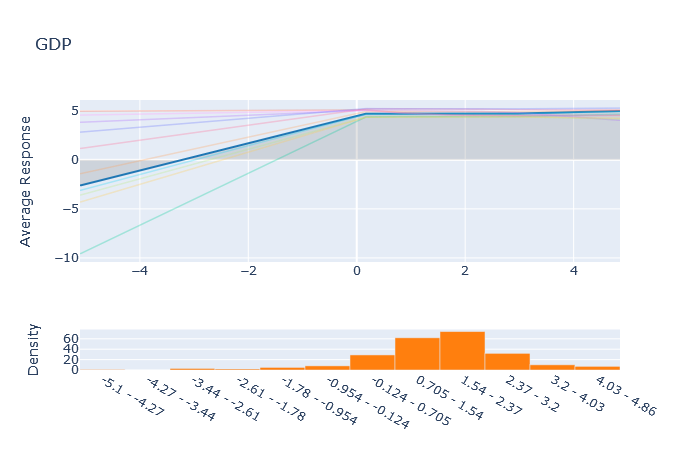 GDP
Average Response
5
0
−5
−10
−4
−2
0
2
4
Density
60
40
20
0
-5.1 - -4.27
-4.27 - -3.44
-3.44 - -2.61
-2.61 - -1.78
-1.78 - -0.954
-0.954 - -0.124
-0.124 - 0.705
0.705 - 1.54
1.54 - 2.37
2.37 - 3.2
3.2 - 4.03
4.03 - 4.86